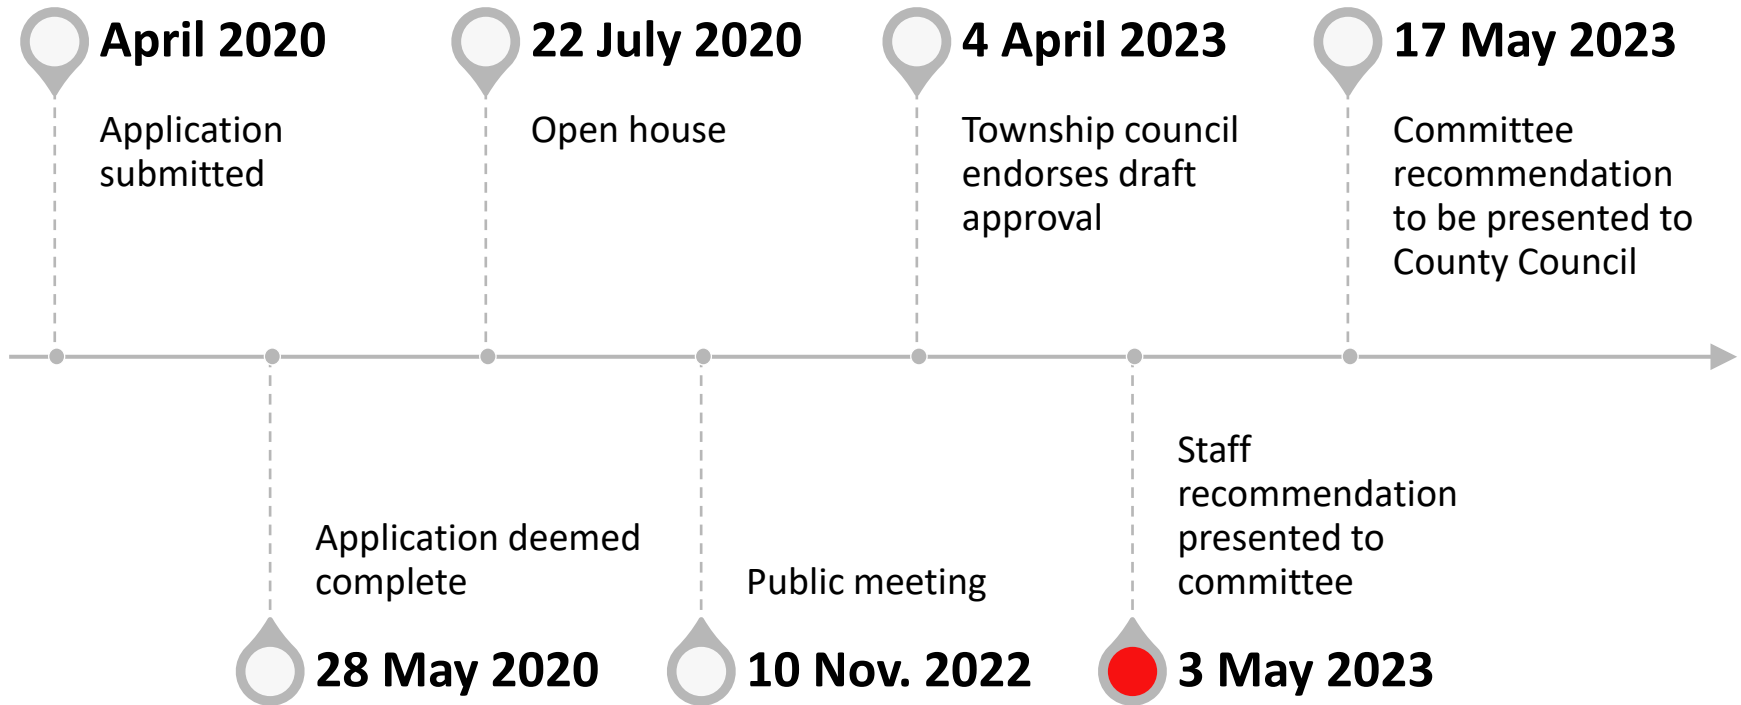 April 2020
Application
submitted
22 July 2020
Open house
4 April 2023
Township council
endorses draft
approval
17 May 2023
Committee
recommendation
to be presented to
County Council
Application deemed
complete
28 May 2020
Public meeting
10 Nov. 2022
Staff
recommendation
presented to
committee
3 May 2023